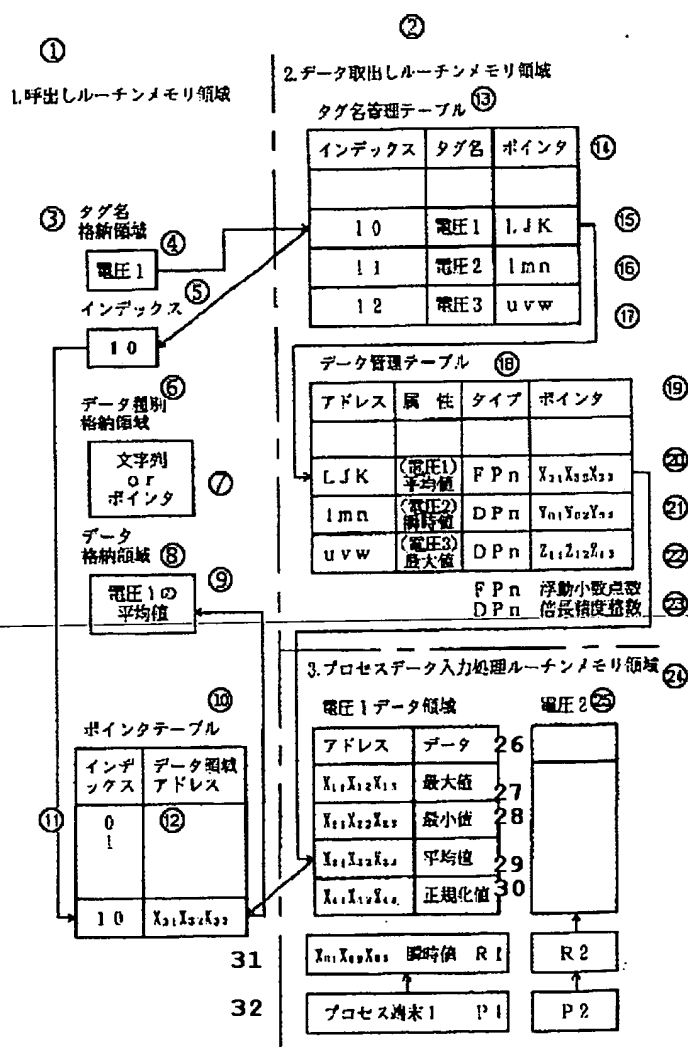 ①
②
1.呼出しルーチンメモリ領域
2.データ取出しルーチンメモリ領域
タグ名管理テーブル ⑬
インデックス タグ名 ポインタ ⑭
10 電圧1 LJK ⑮
11 電圧2 lmn ⑯
12 電圧3 uvw ⑰
③ タグ名
格納領域
④
電圧1
⑤
インデックス
10
⑥
データ種別
格納領域
文字列
or
ポインタ
⑦
データ
格納領域 ⑧
⑨
電圧1の
平均値
データ管理テーブル ⑱
アドレス 属性 タイプ ポインタ ⑲
LJK (電圧1) 平均値 FPn X₃₁X₃₂X₃₃ ⑳
lmn (電圧2) 瞬時値 DPn ㉑
uvw (電圧3) 最大値 DPn Z₁₁Z₁₂Z₁₃ ㉒
FPn 浮動小数点数
DPn 倍長精度整数 ㉓
3.プロセスデータ入力処理ルーチンメモリ領域 ㉔
電圧1データ領域
電圧2 ㉕
アドレス データ 26
X₁₁X₁₂X₁₃ 最大値 27
X₂₁X₂₂X₂₃ 最小値 28
平均値 29
正規化値 30
瞬時値 R1
R2
プロセス端末1 P1
P2
⑩
ポインタテーブル
インデックス データ領域アドレス
⑪
⑫
0
1
10 X₃₁X₃₂X₃₃
31
32